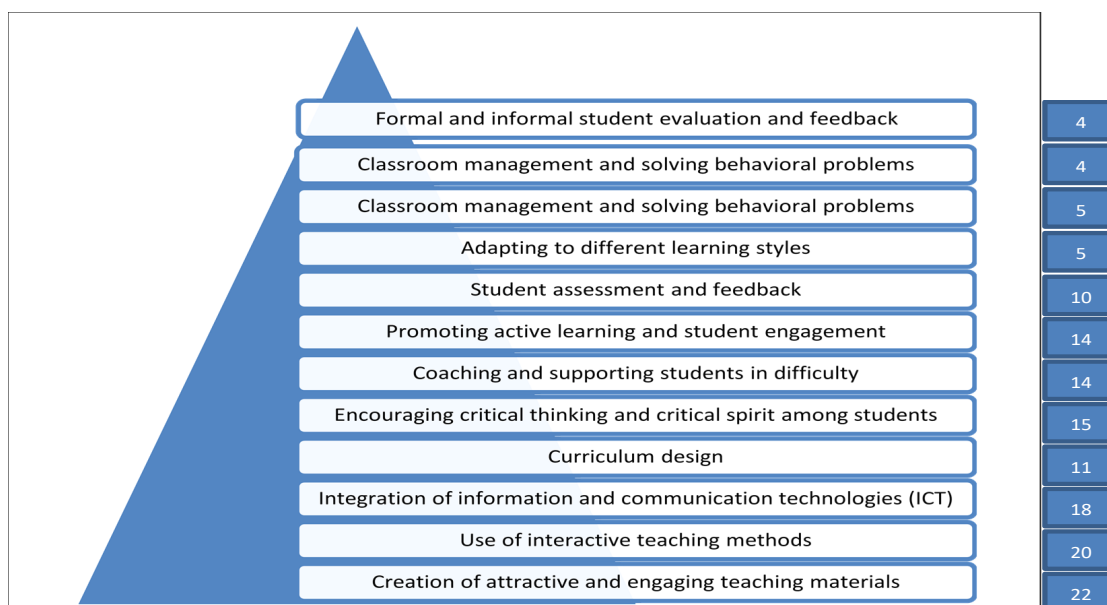 Formal and informal student evaluation and feedback 4
Classroom management and solving behavioral problems 4
Classroom management and solving behavioral problems 5
Adapting to different learning styles 5
Student assessment and feedback 10
Promoting active learning and student engagement 14
Coaching and supporting students in difficulty 14
Encouraging critical thinking and critical spirit among students 15
Curriculum design 11
Integration of information and communication technologies (ICT) 18
Use of interactive teaching methods 20
Creation of attractive and engaging teaching materials 22